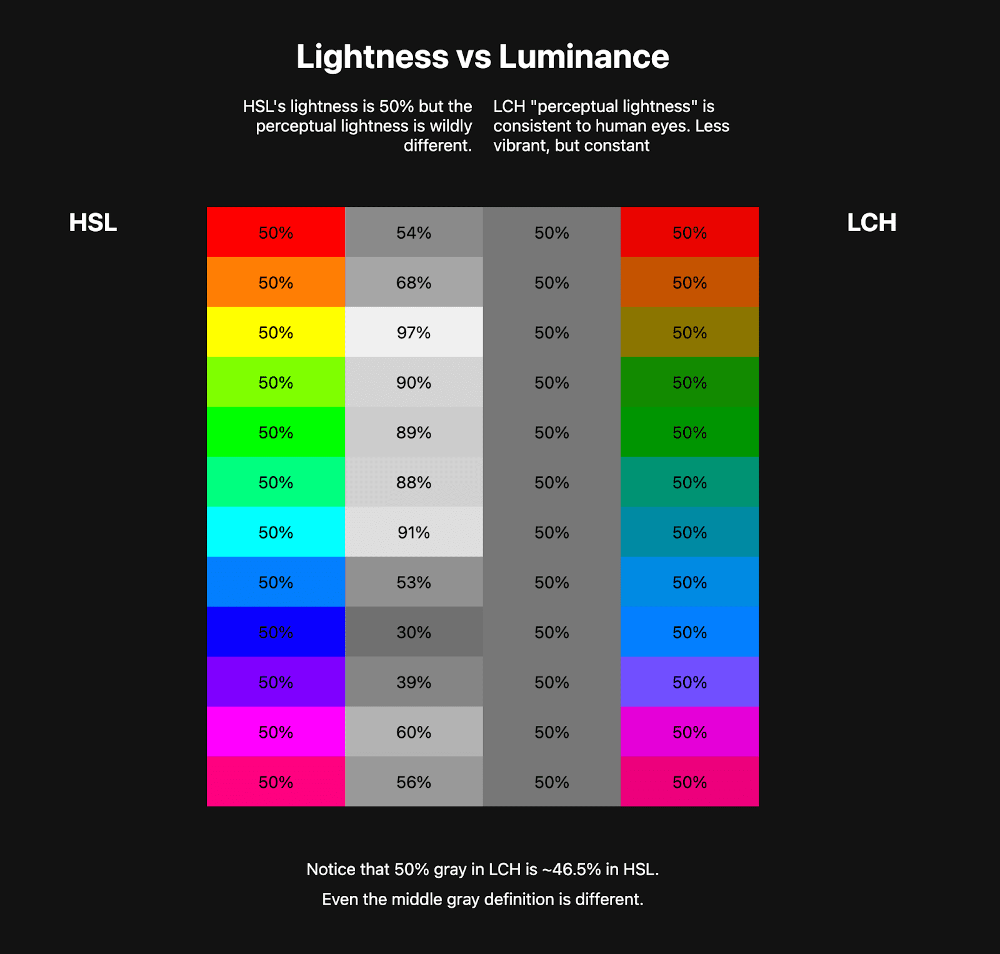 Lightness vs Luminance
HSL's lightness is 50% but the
perceptual lightness is wildly
different.
LCH "perceptual lightness" is
consistent to human eyes. Less
vibrant, but constant
HSL
LCH
50% 54% 50% 50%
50% 68% 50% 50%
50% 97% 50% 50%
50% 90% 50% 50%
50% 89% 50% 50%
50% 88% 50% 50%
50% 91% 50% 50%
50% 53% 50% 50%
50% 30% 50% 50%
50% 39% 50% 50%
50% 60% 50% 50%
50% 56% 50% 50%
Notice that 50% gray in LCH is ~46.5% in HSL.
Even the middle gray definition is different.